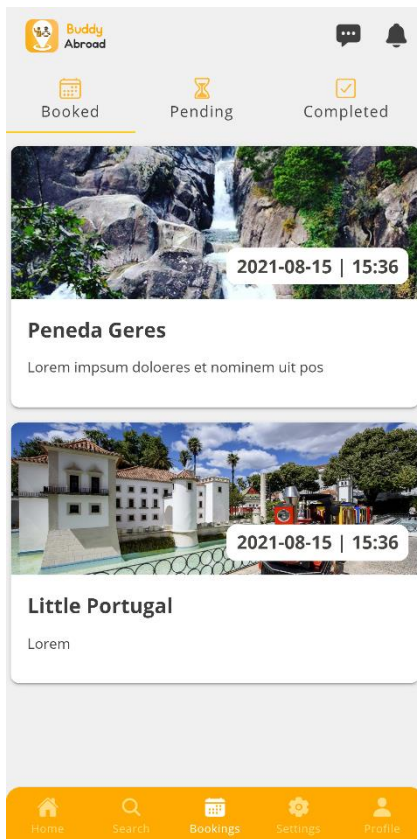 Buddy
Abroad
Booked
Pending
Completed
2021-08-15 | 15:36
Peneda Geres
Lorem impsum doloeres et nominem uit pos
2021-08-15 | 15:36
Little Portugal
Lorem
Home
Search
Bookings
Settings
Profile